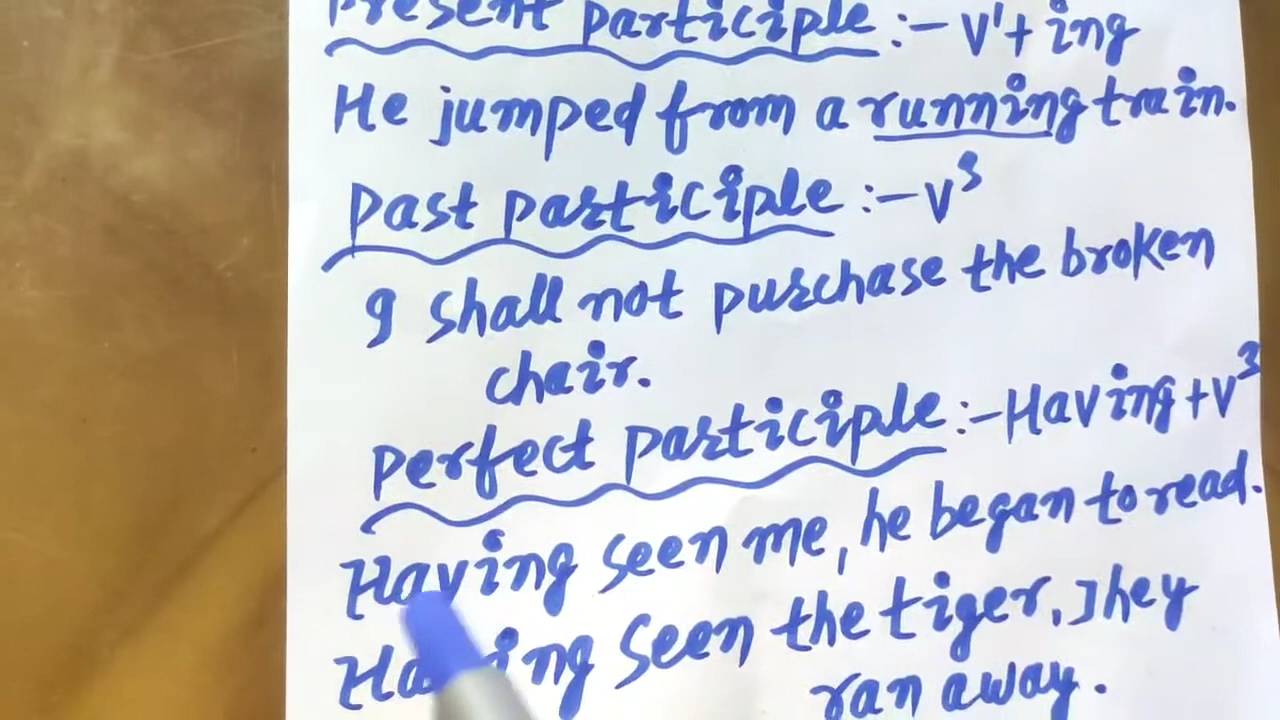 Present participle :- V¹+ ing
He jumped from a running train.
Past participle :- V³
I shall not purchase the broken
chair.
Perfect participle :- Having + V³
Having seen me, he began to read.
Having seen the tiger, They
ran away.